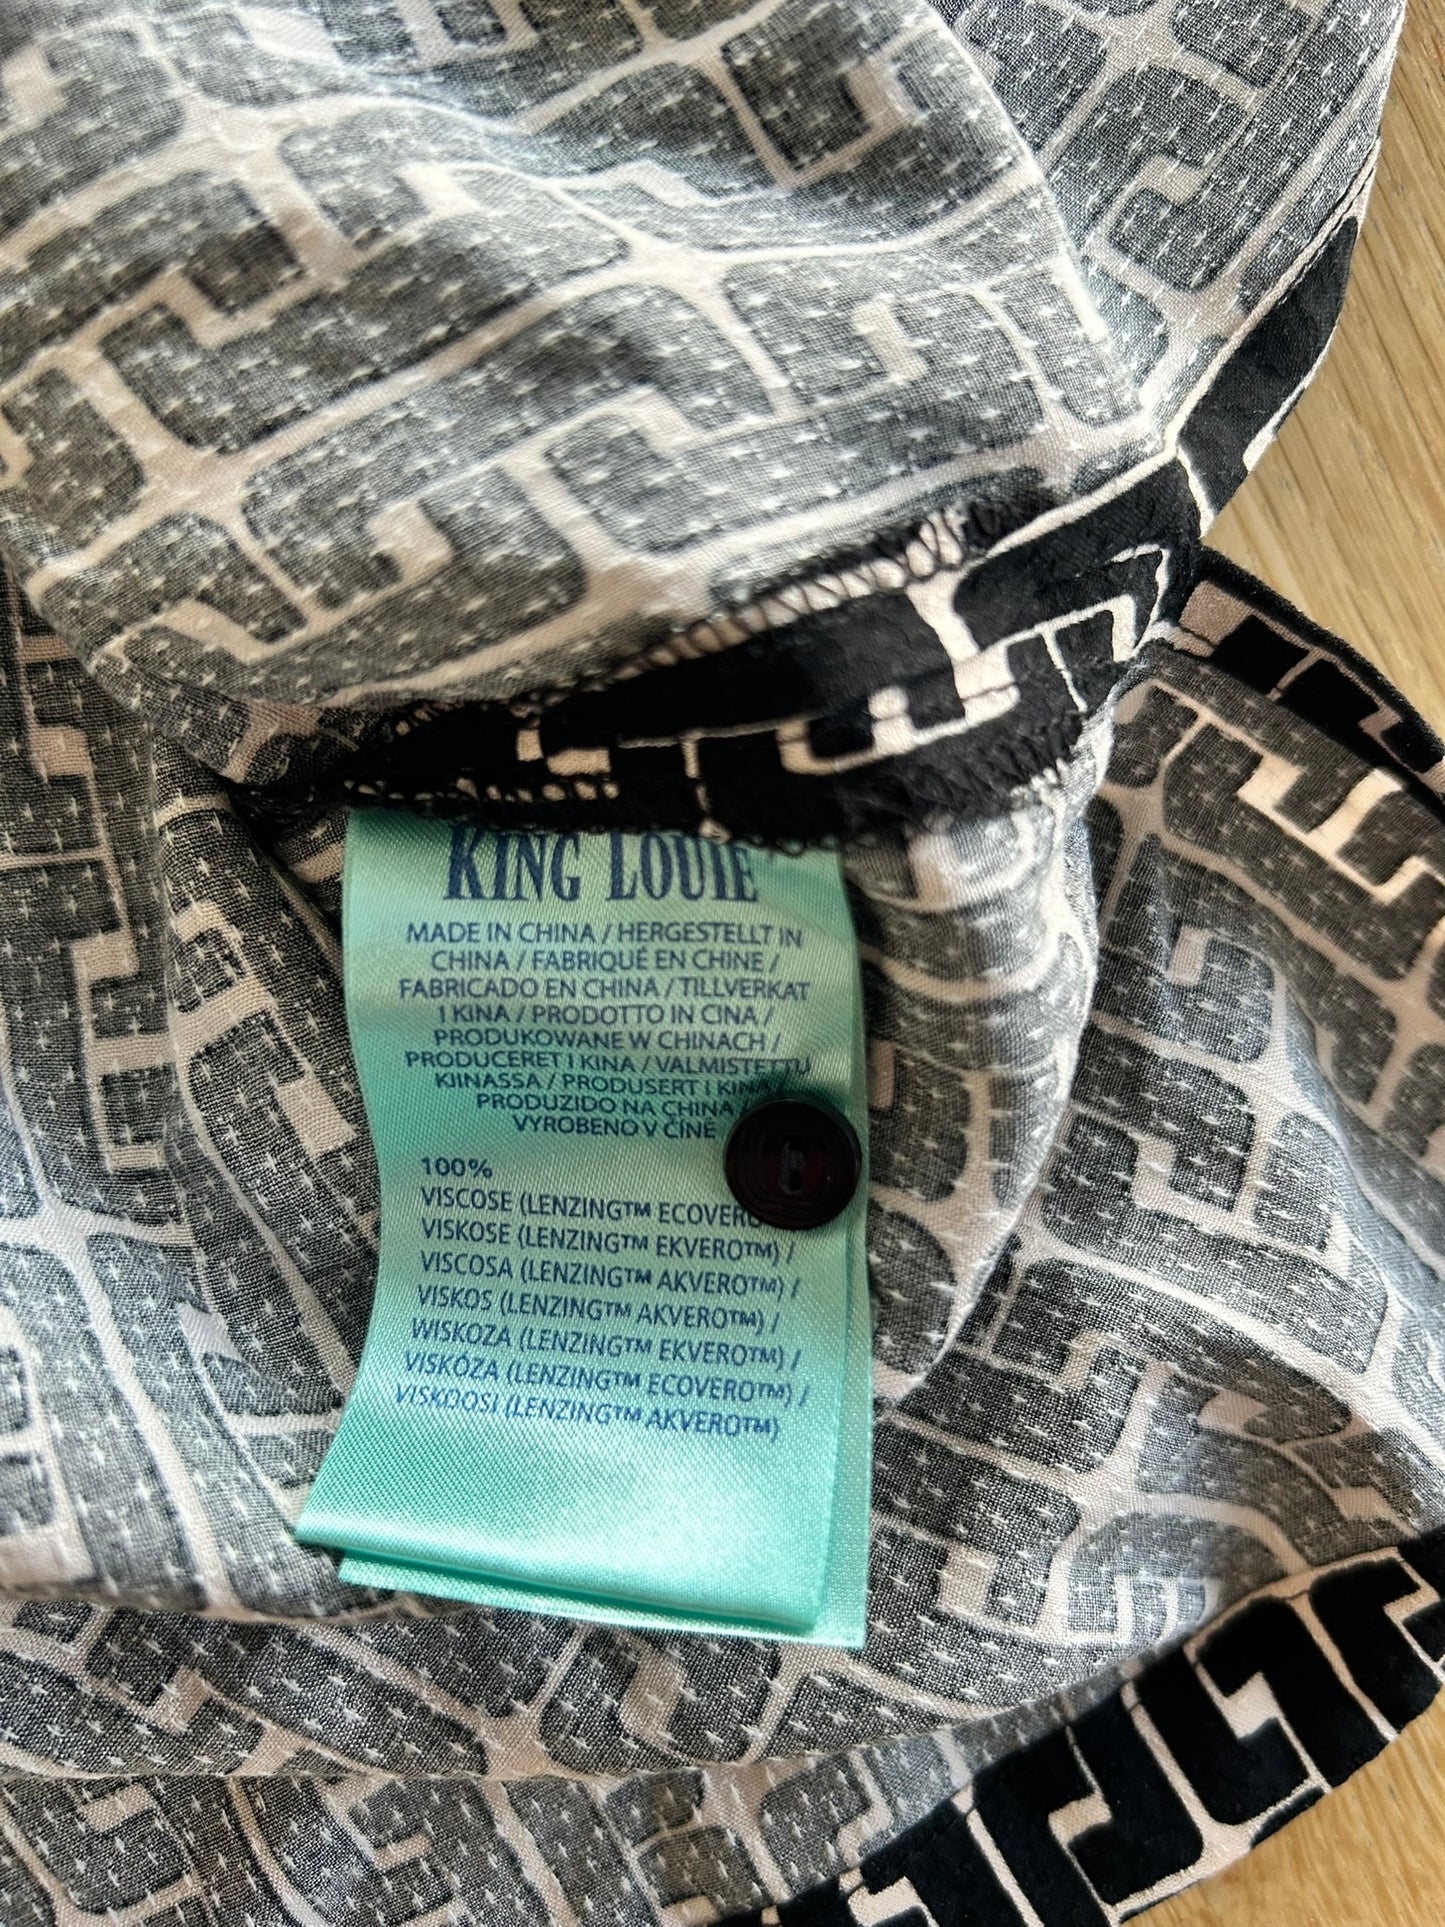 KING LOUIE
MADE IN CHINA / HERGESTELLT IN
CHINA / FABRIQUÉ EN CHINE /
FABRICADO EN CHINA / TILLVERKAT
I KINA / PRODOTTO IN CINA /
PRODUKOWANE W CHINACH /
PRODUCERET I KINA / VALMISTETTU
KIINASSA / PRODUSERT I KINA
PRODUZIDO NA CHINA /
VYROBENO V ČÍNĚ
100%
VISCOSE (LENZING™ ECOVERO
VISKOSE (LENZING™ EKVERO™) /
VISCOSA (LENZING™ AKVERO™) /
VISKOS (LENZING™ AKVERO™) /
WISKOZA (LENZING™ EKVERO™) /
VISKÓZA (LENZING™ ECOVERO™) /
VISKOOSI (LENZING™ AKVERO™)